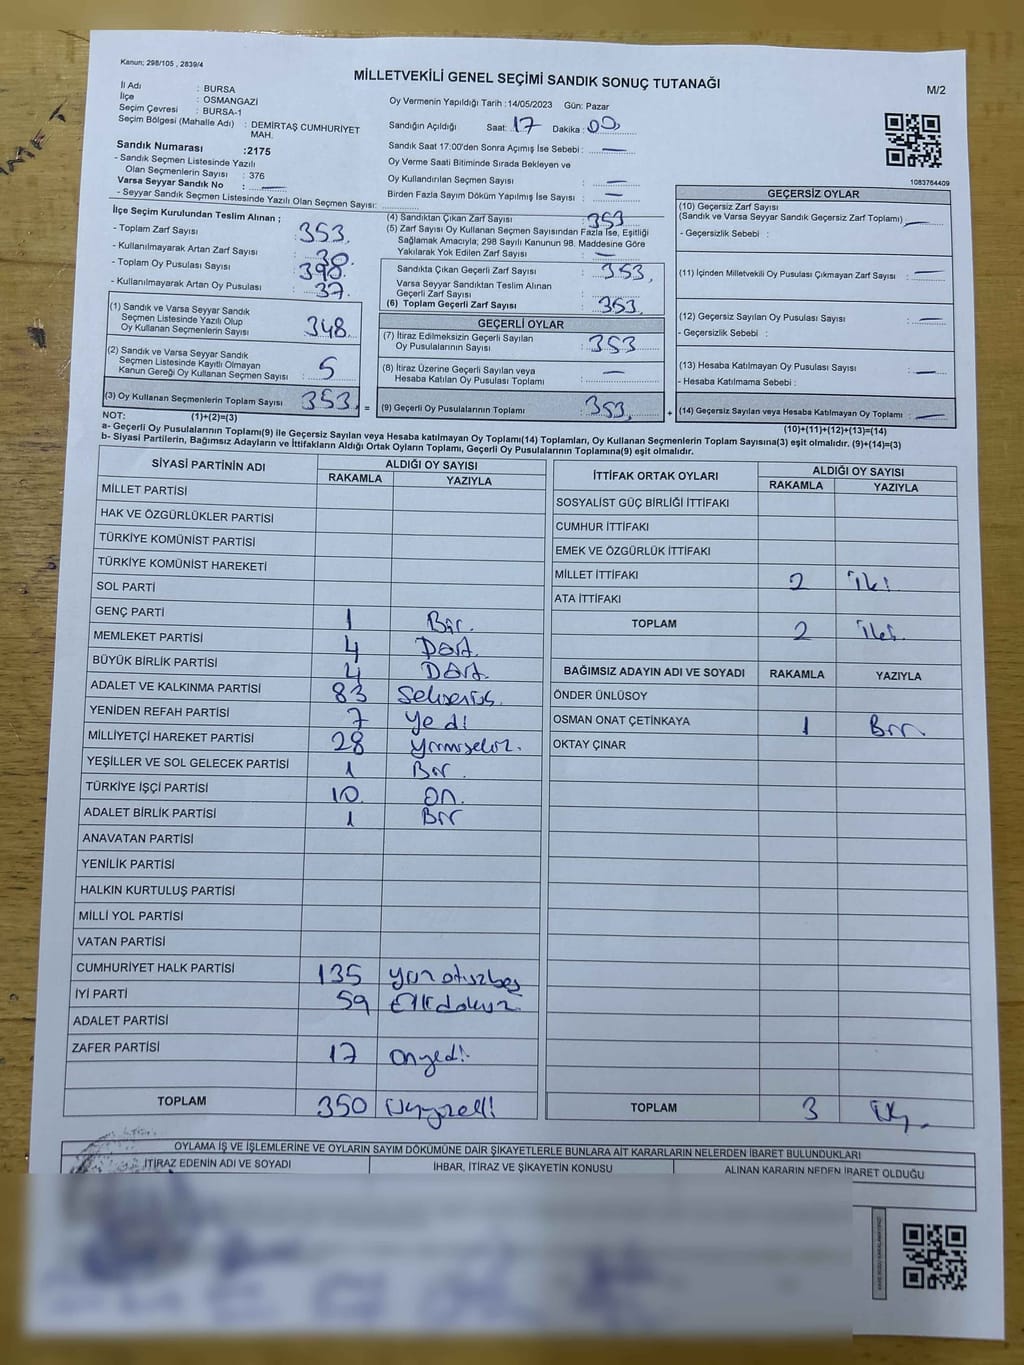 Kanun; 298/105 , 2839/4
MİLLETVEKİLİ GENEL SEÇİMİ SANDIK SONUÇ TUTANAĞI
M/2
İl Adı : BURSA
İlçe : OSMANGAZİ
Seçim Çevresi : BURSA-1
Seçim Bölgesi (Mahalle Adı) : DEMİRTAŞ CUMHURİYET MAH.
Sandık Numarası :2175
- Sandık Seçmen Listesinde Yazılı
Olan Seçmenlerin Sayısı : 376
Varsa Seyyar Sandık No : —
- Seyyar Sandık Seçmen Listesinde Yazılı Olan Seçmen Sayısı:
Oy Vermenin Yapıldığı Tarih :14/05/2023 Gün: Pazar
Sandığın Açıldığı Saat: 17 Dakika : 00
Sandık Saat 17:00'den Sonra Açımış İse Sebebi : —
Oy Verme Saati Bitiminde Sırada Bekleyen ve
Oy Kullandırılan Seçmen Sayısı : —
Birden Fazla Sayım Döküm Yapılmış İse Sayısı : —
1083764409
İlçe Seçim Kurulundan Teslim Alınan ;
- Toplam Zarf Sayısı : 353
- Kullanılmayarak Artan Zarf Sayısı : 30
- Toplam Oy Pusulası Sayısı : 398
- Kullanılmayarak Artan Oy Pusulası : 37
(1) Sandık ve Varsa Seyyar Sandık
Seçmen Listesinde Yazılı Olup
Oy Kullanan Seçmenlerin Sayısı : 348
(2) Sandık ve Varsa Seyyar Sandık
Seçmen Listesinde Kayıtlı Olmayan
Kanun Gereği Oy Kullanan Seçmen Sayısı : 5
(3) Oy Kullanan Seçmenlerin Toplam Sayısı : 353 =
(4) Sandıktan Çıkan Zarf Sayısı : 353
(5) Zarf Sayısı Oy Kullanan Seçmen Sayısından Fazla İse, Eşitliği
Sağlamak Amacıyla; 298 Sayılı Kanunun 98. Maddesine Göre
Yakılarak Yok Edilen Zarf Sayısı : —
Sandıkta Çıkan Geçerli Zarf Sayısı : 353
Varsa Seyyar Sandıktan Teslim Alınan
Geçerli Zarf Sayısı :
(6) Toplam Geçerli Zarf Sayısı : 353
GEÇERLİ OYLAR
(7) İtiraz Edilmeksizin Geçerli Sayılan
Oy Pusulalarının Sayısı : 353
(8) İtiraz Üzerine Geçerli Sayılan veya
Hesaba Katılan Oy Pusulası Toplamı : —
(9) Geçerli Oy Pusulalarının Toplamı : 353 +
GEÇERSİZ OYLAR
(10) Geçersiz Zarf Sayısı
(Sandık ve Varsa Seyyar Sandık Geçersiz Zarf Toplamı) —
- Geçersizlik Sebebi :
(11) İçinden Milletvekili Oy Pusulası Çıkmayan Zarf Sayısı : —
(12) Geçersiz Sayılan Oy Pusulası Sayısı : —
- Geçersizlik Sebebi :
(13) Hesaba Katılmayan Oy Pusulası Sayısı : —
- Hesaba Katılmama Sebebi :
(14) Geçersiz Sayılan veya Hesaba Katılmayan Oy Toplamı : —
NOT: (1)+(2)=(3)
(10)+(11)+(12)+(13)=(14)
a- Geçerli Oy Pusulalarının Toplamı(9) ile Geçersiz Sayılan veya Hesaba katılmayan Oy Toplamı(14) Toplamları, Oy Kullanan Seçmenlerin Toplam Sayısına(3) eşit olmalıdır. (9)+(14)=(3)
b- Siyasi Partilerin, Bağımsız Adayların ve İttifakların Aldığı Ortak Oyların Toplamı, Geçerli Oy Pusulalarının Toplamına(9) eşit olmalıdır.
SİYASİ PARTİNİN ADI ALDIĞI OY SAYISI
RAKAMLA YAZIYLA
MİLLET PARTİSİ
HAK VE ÖZGÜRLÜKLER PARTİSİ
TÜRKİYE KOMÜNİST PARTİSİ
TÜRKİYE KOMÜNİST HAREKETİ
SOL PARTİ
GENÇ PARTİ 1 Bir.
MEMLEKET PARTİSİ 4 Dört.
BÜYÜK BİRLİK PARTİSİ 4 Dört.
ADALET VE KALKINMA PARTİSİ 83 Seksenüç
YENİDEN REFAH PARTİSİ 7 Yedi
MİLLİYETÇİ HAREKET PARTİSİ 28 Yirmisekiz.
YEŞİLLER VE SOL GELECEK PARTİSİ 1 Bir.
TÜRKİYE İŞÇİ PARTİSİ 10 On.
ADALET BİRLİK PARTİSİ 1 Bir
ANAVATAN PARTİSİ
YENİLİK PARTİSİ
HALKIN KURTULUŞ PARTİSİ
MİLLİ YOL PARTİSİ
VATAN PARTİSİ
CUMHURİYET HALK PARTİSİ 135 yüz otuzbeş
İYİ PARTİ 59 Ellidokuz
ADALET PARTİSİ
ZAFER PARTİSİ 17 onyedi
TOPLAM 350 Üçyüzelli
İTTİFAK ORTAK OYLARI ALDIĞI OY SAYISI
RAKAMLA YAZIYLA
SOSYALİST GÜÇ BİRLİĞİ İTTİFAKI
CUMHUR İTTİFAKI
EMEK VE ÖZGÜRLÜK İTTİFAKI
MİLLET İTTİFAKI 2 İki
ATA İTTİFAKI
TOPLAM 2 İki.
BAĞIMSIZ ADAYIN ADI VE SOYADI RAKAMLA YAZIYLA
ÖNDER ÜNLÜSOY
OSMAN ONAT ÇETİNKAYA 1 Bir
OKTAY ÇINAR
TOPLAM 3
OYLAMA İŞ VE İŞLEMLERİNE VE OYLARIN SAYIM DÖKÜMÜNE DAİR ŞİKAYETLERLE BUNLARA AİT KARARLARIN NELERDEN İBARET BULUNDUKLARI
İTİRAZ EDENİN ADI VE SOYADI İHBAR, İTİRAZ VE ŞİKAYETİN KONUSU ALINAN KARARIN NEDEN İBARET OLDUĞU